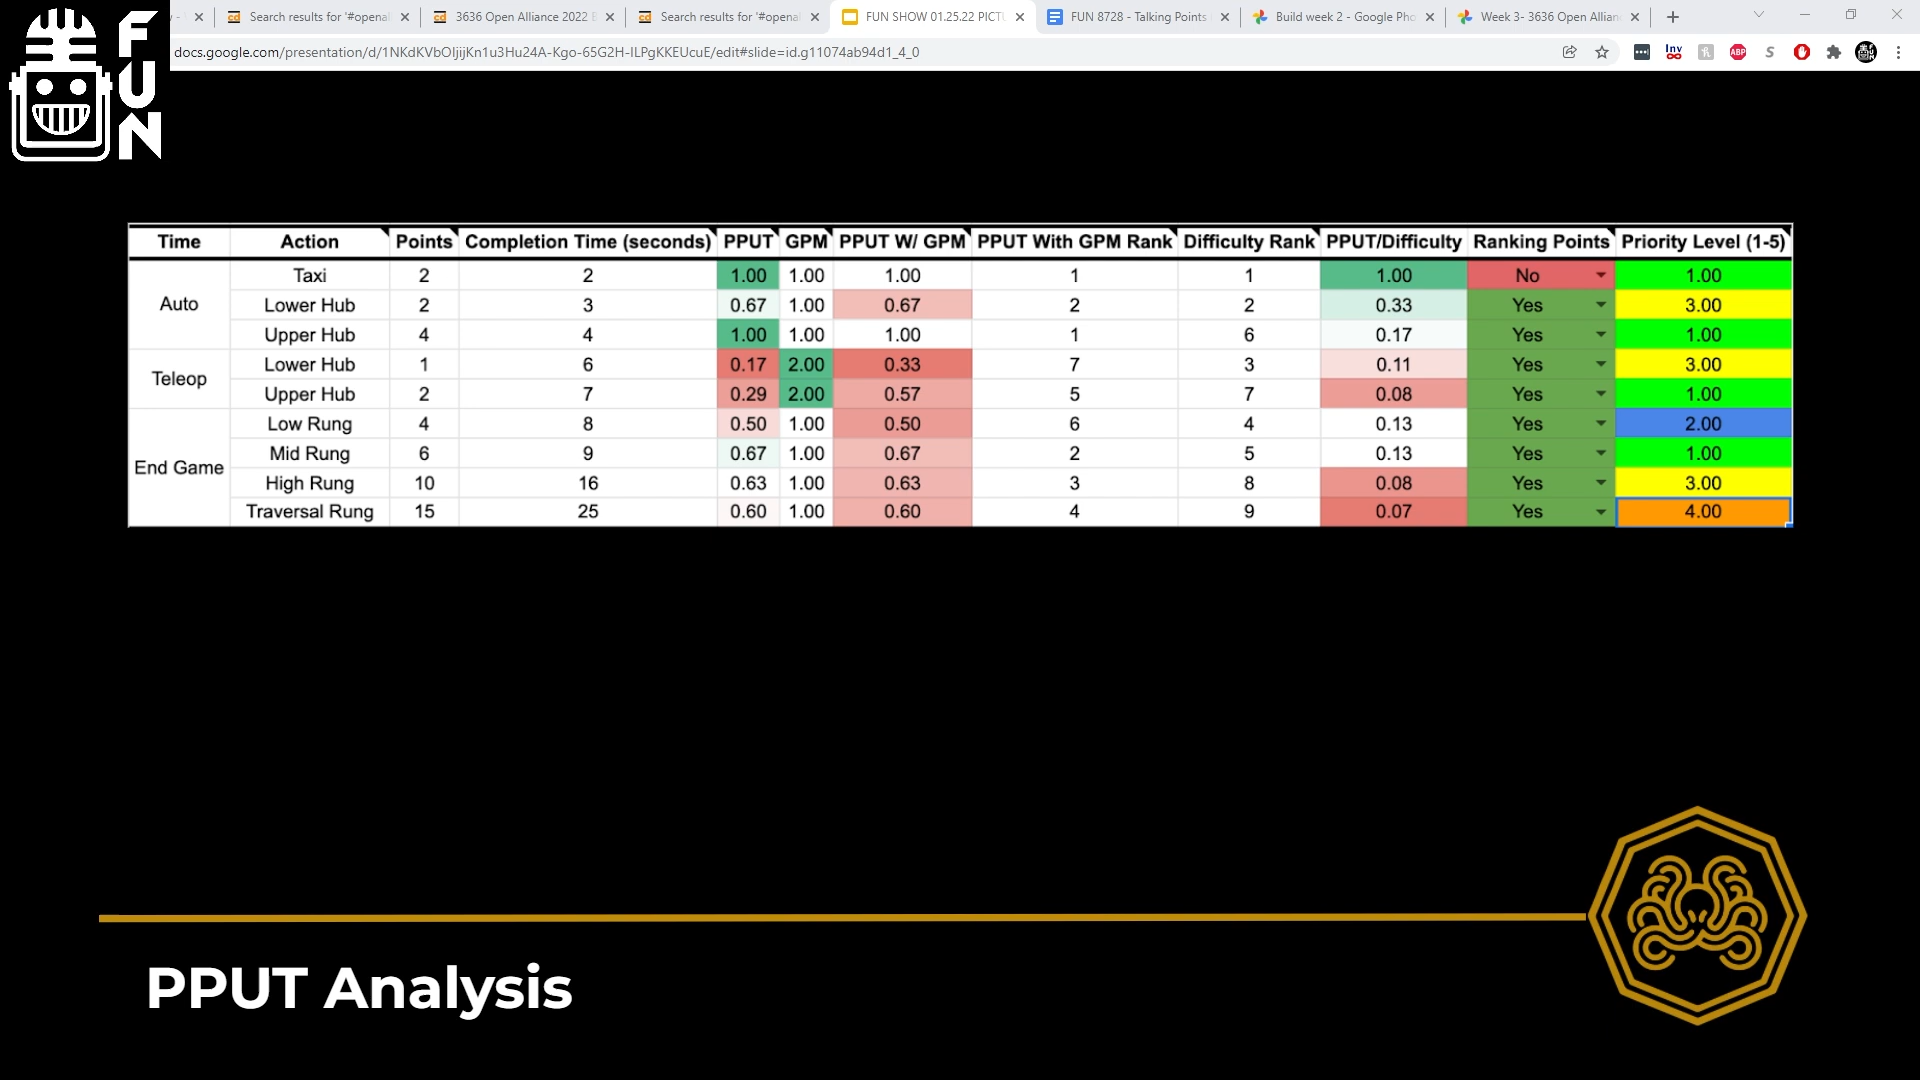 Search results for '#openal
3636 Open Alliance 2022 B
Search results for '#openal
FUN SHOW 01.25.22 PICTU
FUN 8728 - Talking Points
Build week 2 - Google Pho
Week 3- 3636 Open Allian
docs.google.com/presentation/d/1NKdKVbOIjijKn1u3Hu24A-Kgo-65G2H-ILPgKKEUcuE/edit#slide=id.g11074ab94d1_4_0
Inv
ABP
FUN
Time Action Points Completion Time (seconds) PPUT GPM PPUT W/ GPM PPUT With GPM Rank Difficulty Rank PPUT/Difficulty Ranking Points Priority Level (1-5)
Auto
Taxi 2 2 1.00 1.00 1.00 1 1 1.00 No 1.00
Lower Hub 2 3 0.67 1.00 0.67 2 2 0.33 Yes 3.00
Upper Hub 4 4 1.00 1.00 1.00 1 6 0.17 Yes 1.00
Teleop
Lower Hub 1 6 0.17 2.00 0.33 7 3 0.11 Yes 3.00
Upper Hub 2 7 0.29 2.00 0.57 5 7 0.08 Yes 1.00
End Game
Low Rung 4 8 0.50 1.00 0.50 6 4 0.13 Yes 2.00
Mid Rung 6 9 0.67 1.00 0.67 2 5 0.13 Yes 1.00
High Rung 10 16 0.63 1.00 0.63 3 8 0.08 Yes 3.00
Traversal Rung 15 25 0.60 1.00 0.60 4 9 0.07 Yes 4.00
PPUT Analysis